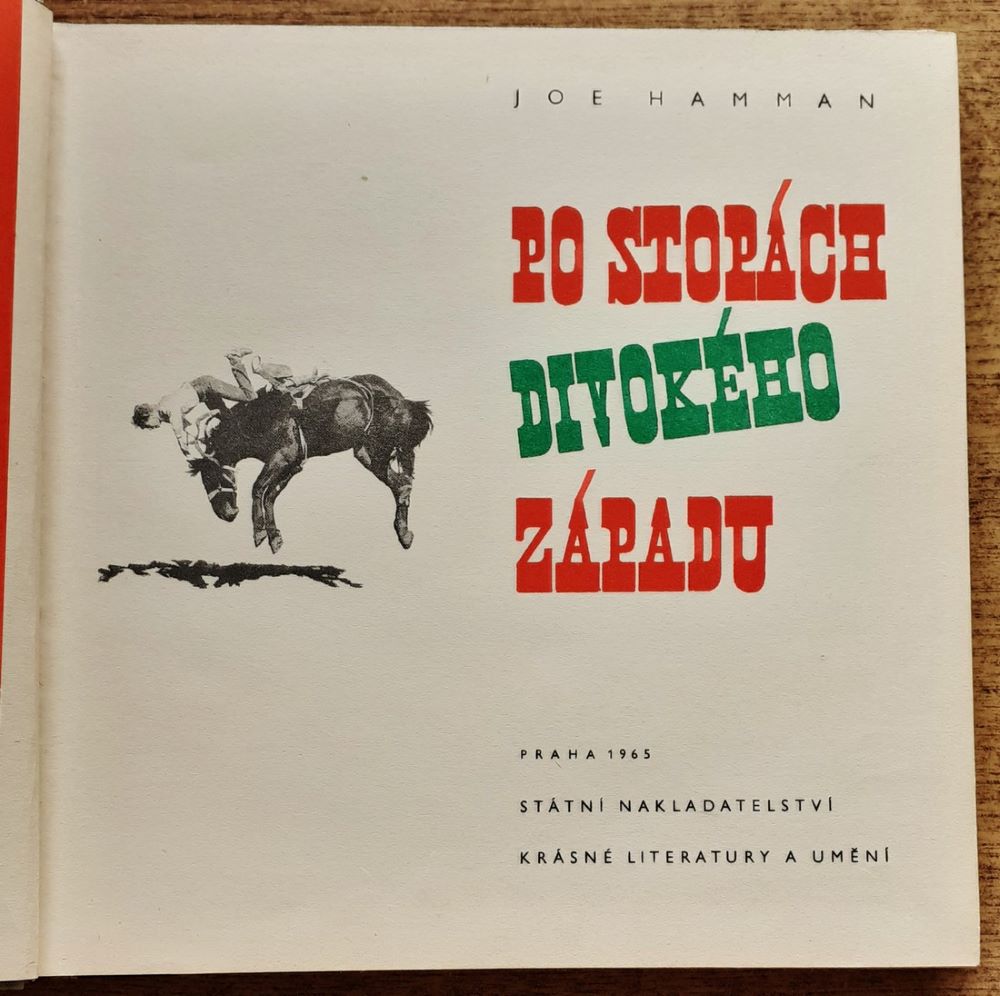 JOE HAMMAN
PO STOPÁCH
DIVOKÉHO
ZÁPADU
PRAHA 1965
STÁTNÍ NAKLADATELSTVÍ
KRÁSNÉ LITERATURY A UMĚNÍ